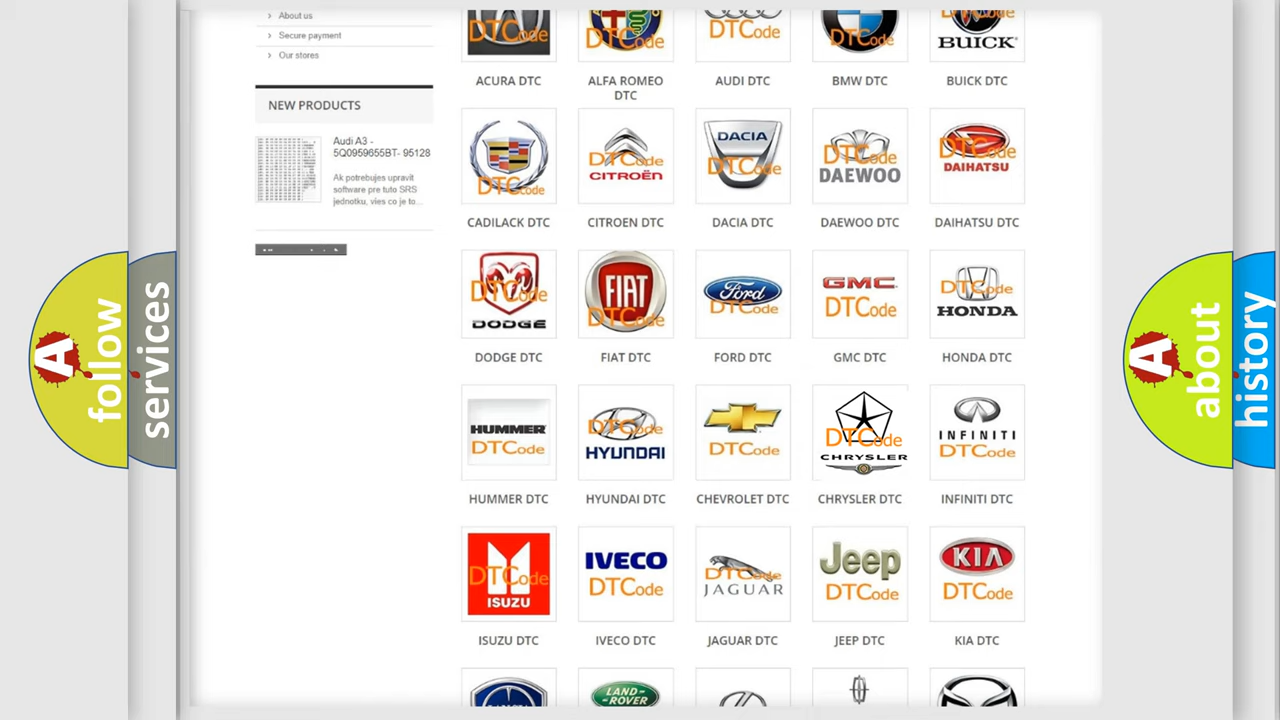 About us
Secure payment
Our stores
NEW PRODUCTS
Audi A3 -
5Q0959655BT- 95128
Ak potrebujes upravit
software pre tuto SRS
jednotku, vies co je to...
DTCode
DTCode
DTCode
DTCode
BUICK
ACURA DTC
ALFA ROMEO
DTC
AUDI DTC
BMW DTC
BUICK DTC
DTCode
DTCode
CITROËN
DACIA
DTCode
DTCode
DAEWOO
DTCode
DAIHATSU
CADILACK DTC
CITROEN DTC
DACIA DTC
DAEWOO DTC
DAIHATSU DTC
DTCode
DODGE
FIAT
DTCode
Ford
DTCode
GMC
DTCode
DTCode
HONDA
DODGE DTC
FIAT DTC
FORD DTC
GMC DTC
HONDA DTC
HUMMER
DTCode
DTCode
HYUNDAI
DTCode
DTCode
CHRYSLER
INFINITI
DTCode
HUMMER DTC
HYUNDAI DTC
CHEVROLET DTC
CHRYSLER DTC
INFINITI DTC
DTCode
ISUZU
IVECO
DTCode
DTCode
JAGUAR
Jeep
DTCode
KIA
DTCode
ISUZU DTC
IVECO DTC
JAGUAR DTC
JEEP DTC
KIA DTC
LAND-
ROVER
A
follow
services
A
about
history